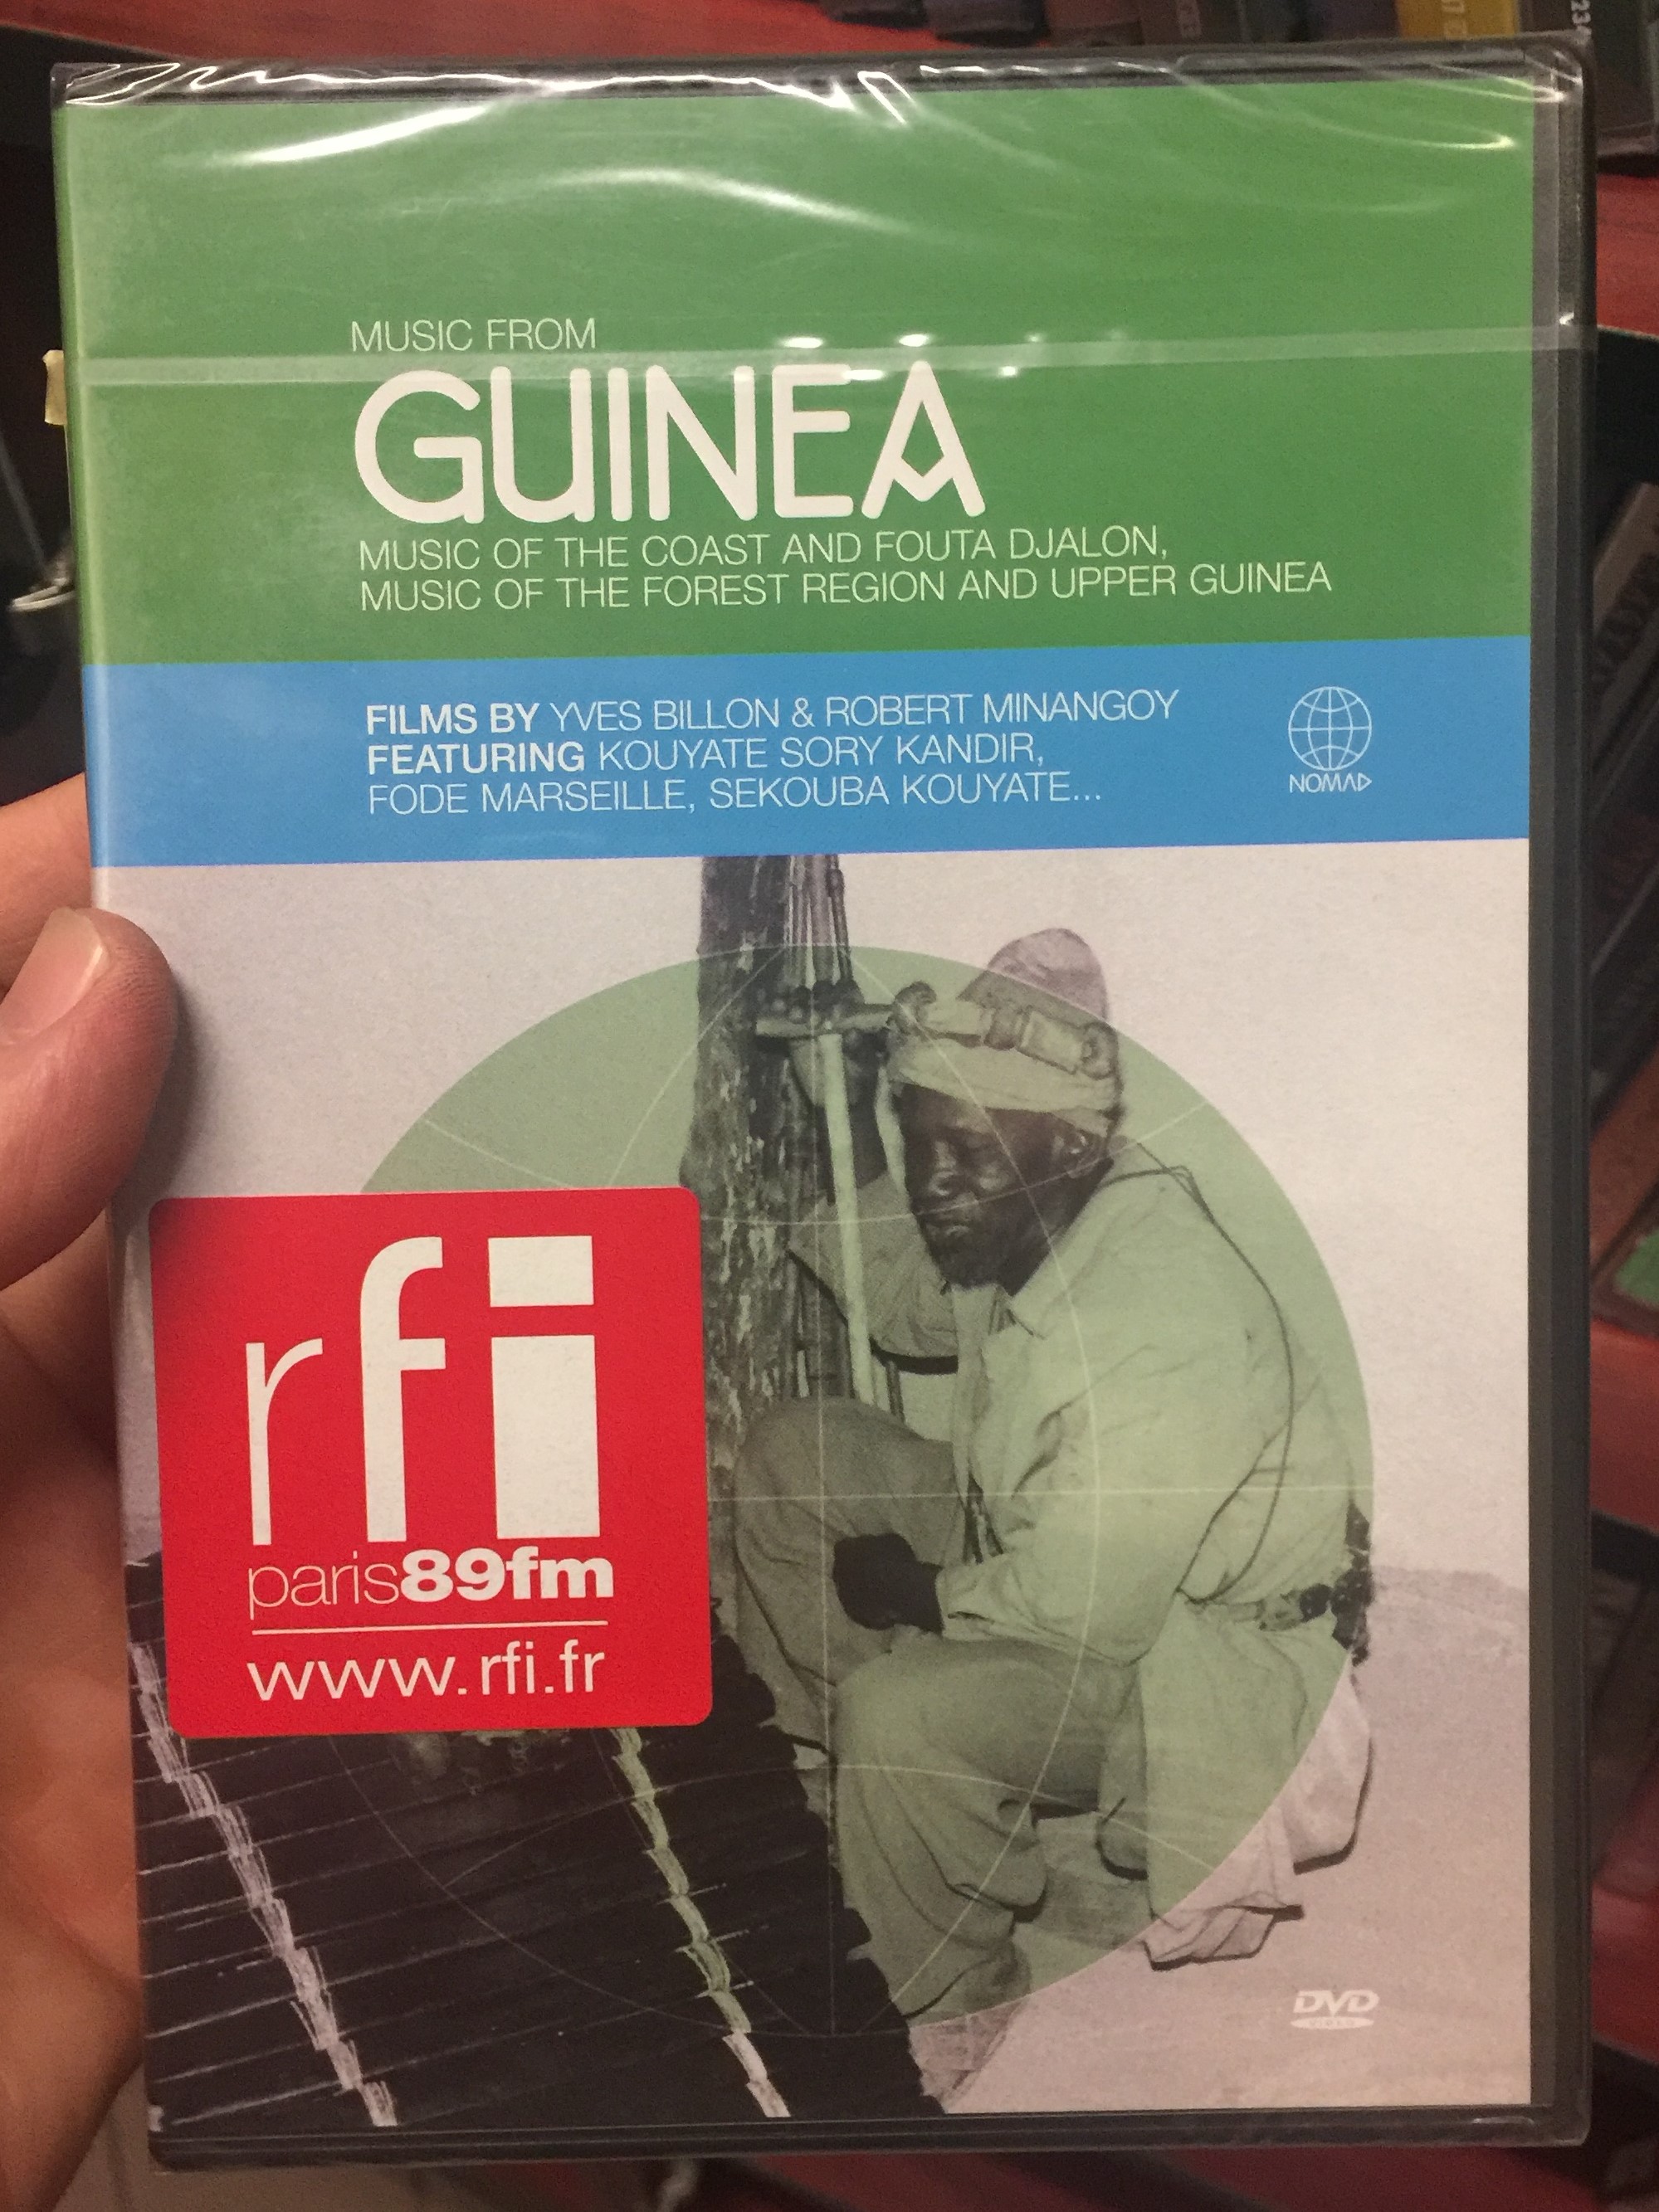 MUSIC FROM
GUINEA
MUSIC OF THE COAST AND FOUTA DJALON,
MUSIC OF THE FOREST REGION AND UPPER GUINEA
FILMS BY YVES BILLON & ROBERT MINANGOY
FEATURING KOUYATE SORY KANDIR,
FODE MARSEILLE, SEKOUBA KOUYATE...
NOMAD
rfi
paris89fm
www.rfi.fr
DVD
VIDEO